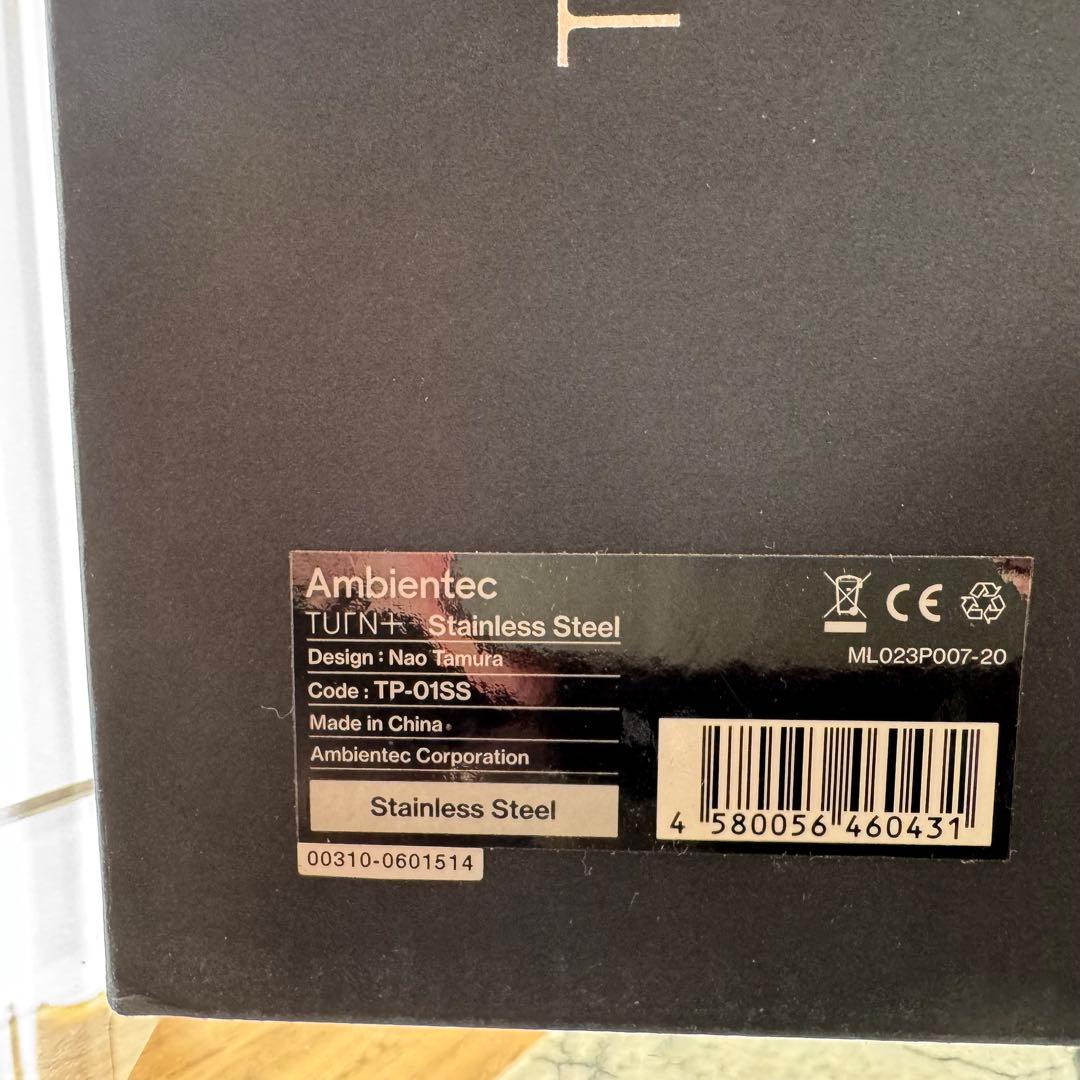 T
Ambientec
TURN+ Stainless Steel
Design : Nao Tamura
Code : TP-01SS
Made in China
Ambientec Corporation
Stainless Steel
00310-0601514
CE
ML023P007-20
4 580056 460431